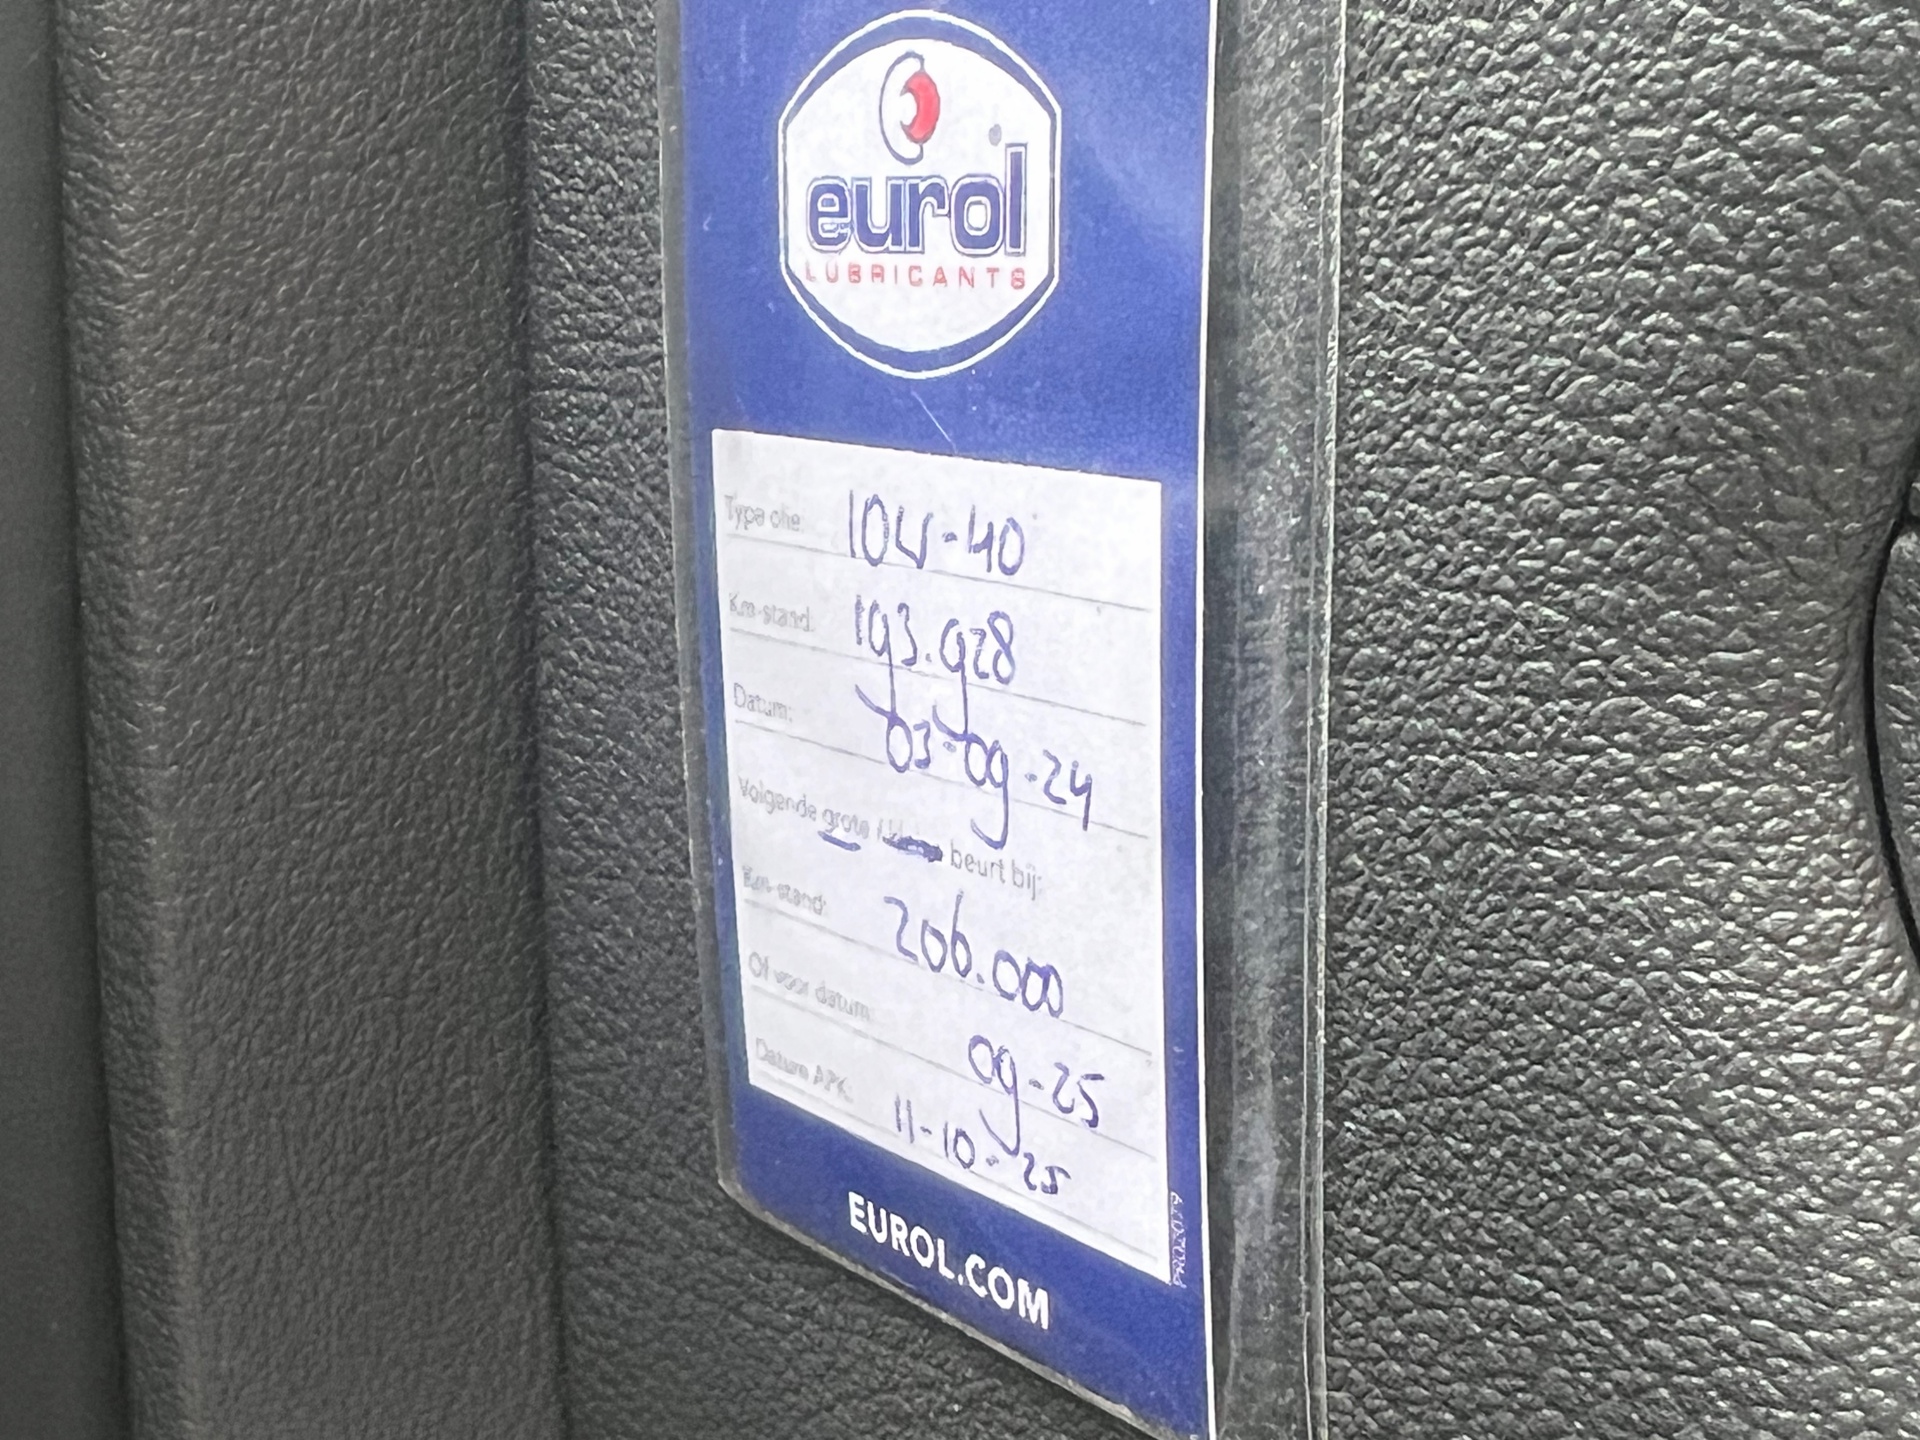 eurol
LUBRICANTS
Type olie: 10W-40
Km-stand: 193.928
Datum: 03-09-24
Volgende grote / beurt bij:
Km-stand: 206.000
Of voor datum: 09-25
Datum APK: 11-10-25
EUROL.COM